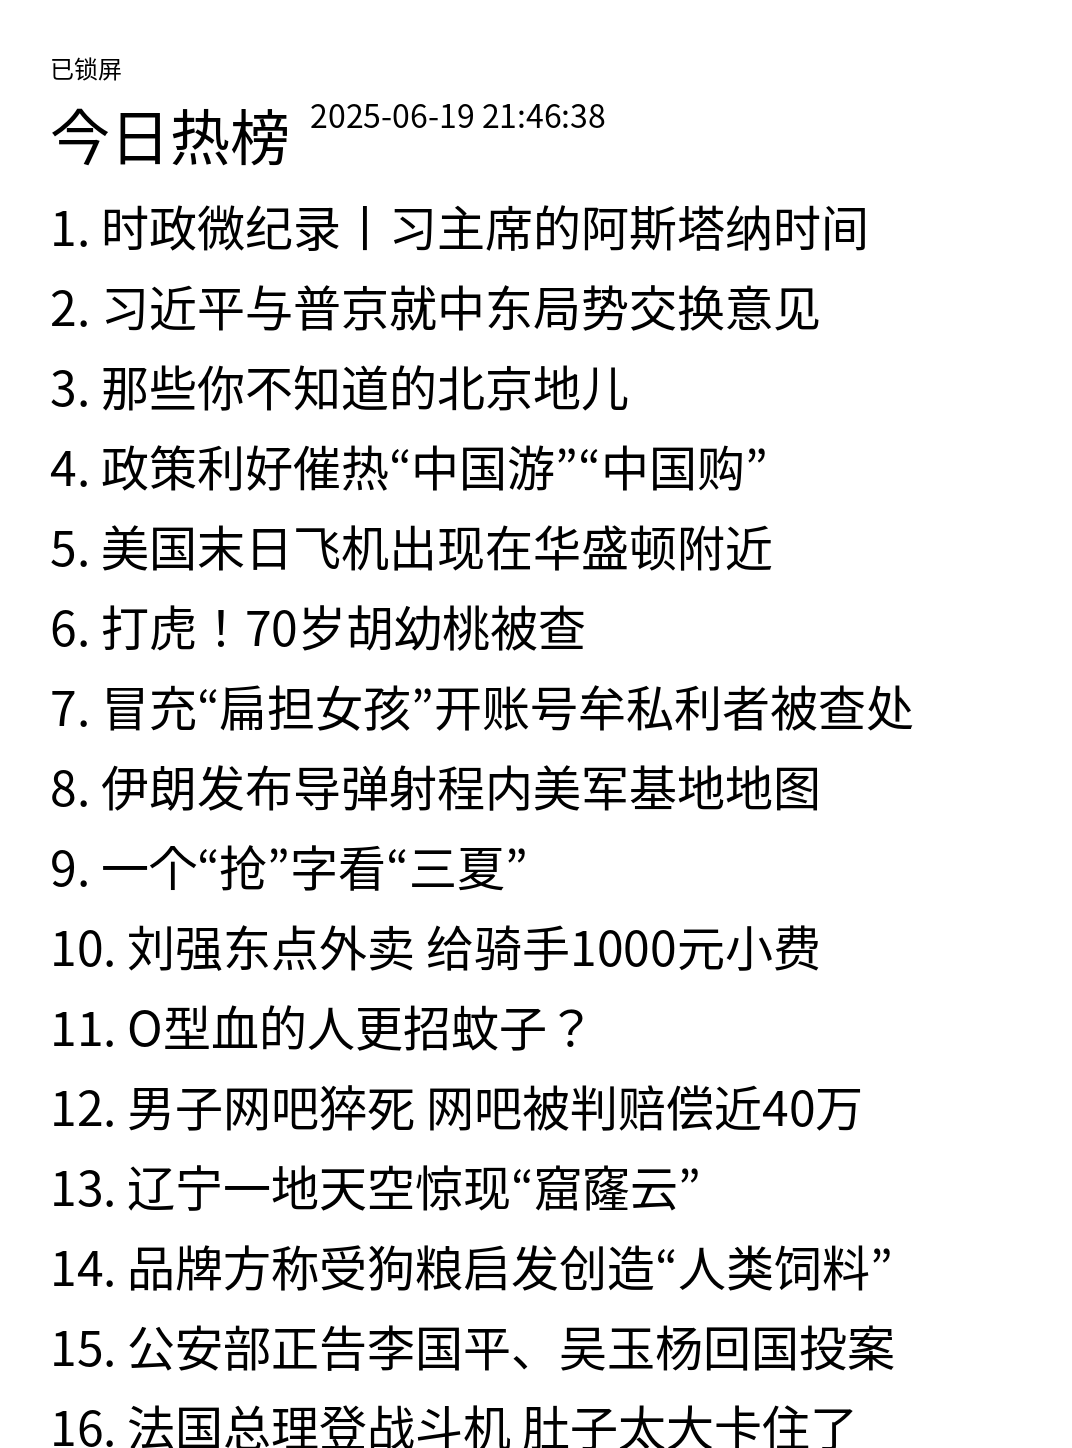 已锁屏
今日热榜 2025-06-19 21:46:38
1. 时政微纪录丨习主席的阿斯塔纳时间
2. 习近平与普京就中东局势交换意见
3. 那些你不知道的北京地儿
4. 政策利好催热“中国游”“中国购”
5. 美国末日飞机出现在华盛顿附近
6. 打虎！70岁胡幼桃被查
7. 冒充“扁担女孩”开账号牟私利者被查处
8. 伊朗发布导弹射程内美军基地地图
9. 一个“抢”字看“三夏”
10. 刘强东点外卖 给骑手1000元小费
11. O型血的人更招蚊子？
12. 男子网吧猝死 网吧被判赔偿近40万
13. 辽宁一地天空惊现“窟窿云”
14. 品牌方称受狗粮启发创造“人类饲料”
15. 公安部正告李国平、吴玉杨回国投案
16. 法国总理登战斗机 肚子太大卡住了